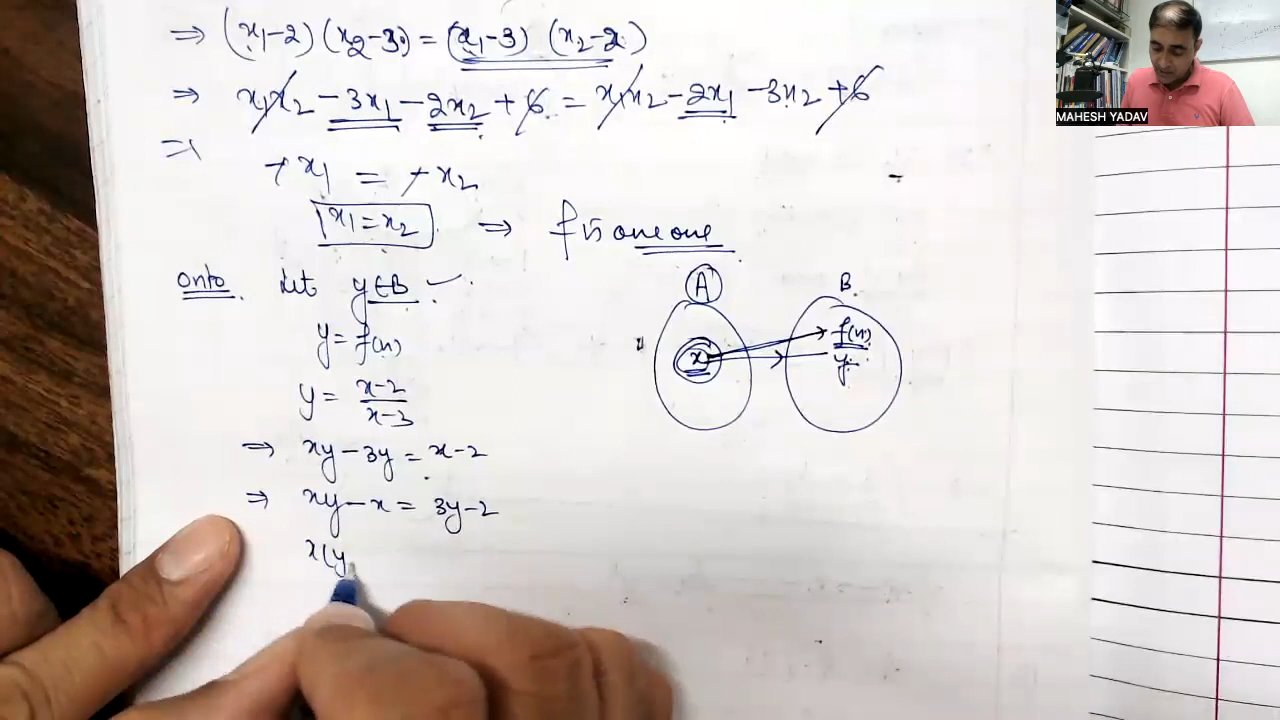 ⇒ (x₁-2) (x₂-3) = (x₁-3) (x₂-2)
⇒ x₁x₂ - 3x₁ - 2x₂ + 6 = x₁x₂ - 2x₁ - 3x₂ + 6
⇒
+x₁ = +x₂
x₁ = x₂ ⇒ f is one one
Onto. Let y∈B ✓
y = f(x)
y = x-2 / x-3
⇒ xy - 3y = x-2
⇒ xy - x = 3y-2
x(y
A B.
x f(x)
y
MAHESH YADAV